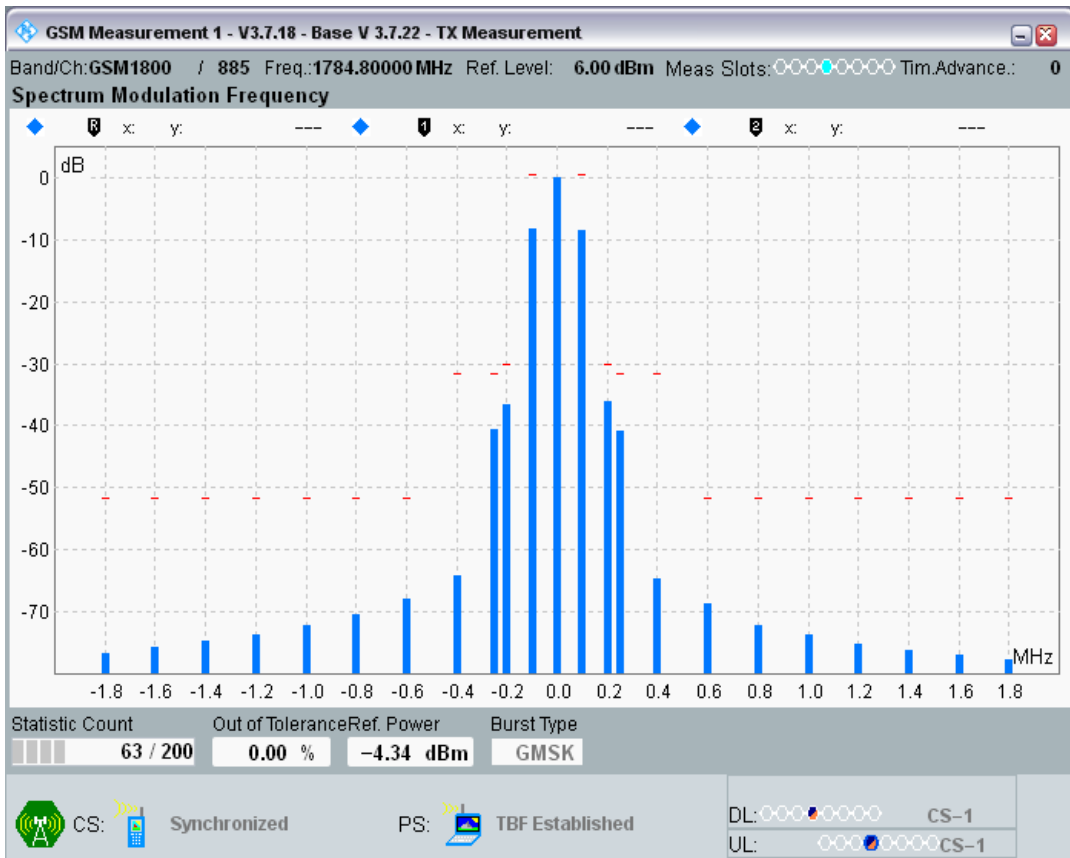 GSM Measurement 1 - V3.7.18 - Base V 3.7.22 - TX Measurement
Band/Ch:GSM1800 / 885 Freq.:1784.80000 MHz Ref. Level: 6.00 dBm Meas Slots: Tim.Advance.: 0
Spectrum Modulation Frequency
R x: y: --- 1 x: y: --- 2 x: y: ---
dB
0
-10
-20
-30
-40
-50
-60
-70
MHz
-1.8 -1.6 -1.4 -1.2 -1.0 -0.8 -0.6 -0.4 -0.2 0.0 0.2 0.4 0.6 0.8 1.0 1.2 1.4 1.6 1.8
Statistic Count Out of Tolerance Ref. Power Burst Type
63 / 200 0.00 % -4.34 dBm GMSK
CS: Synchronized PS: TBF Established
DL: CS-1
UL: CS-1